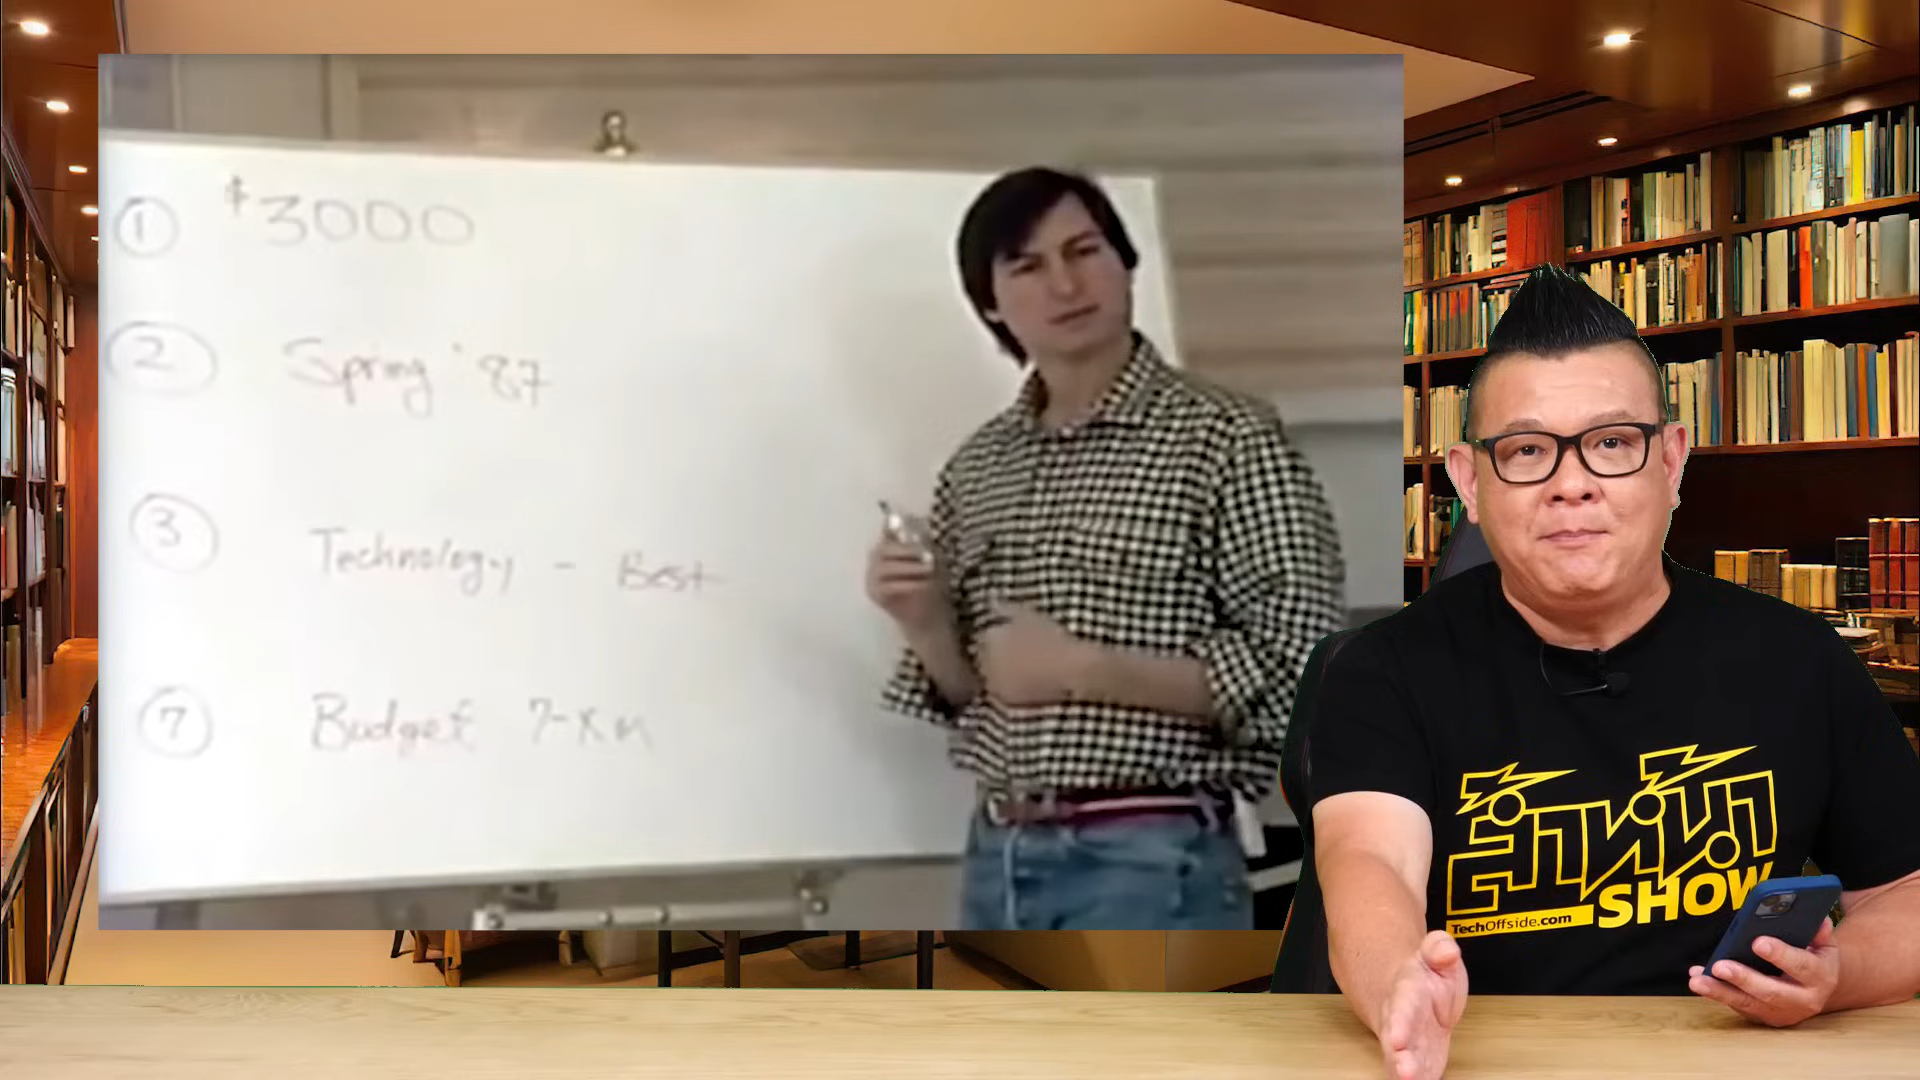 ① $3000
② Spring '87
③ Technology - Best
⑦ Budget 7-
ล้ำหน้า
SHOW
TechOffside.com